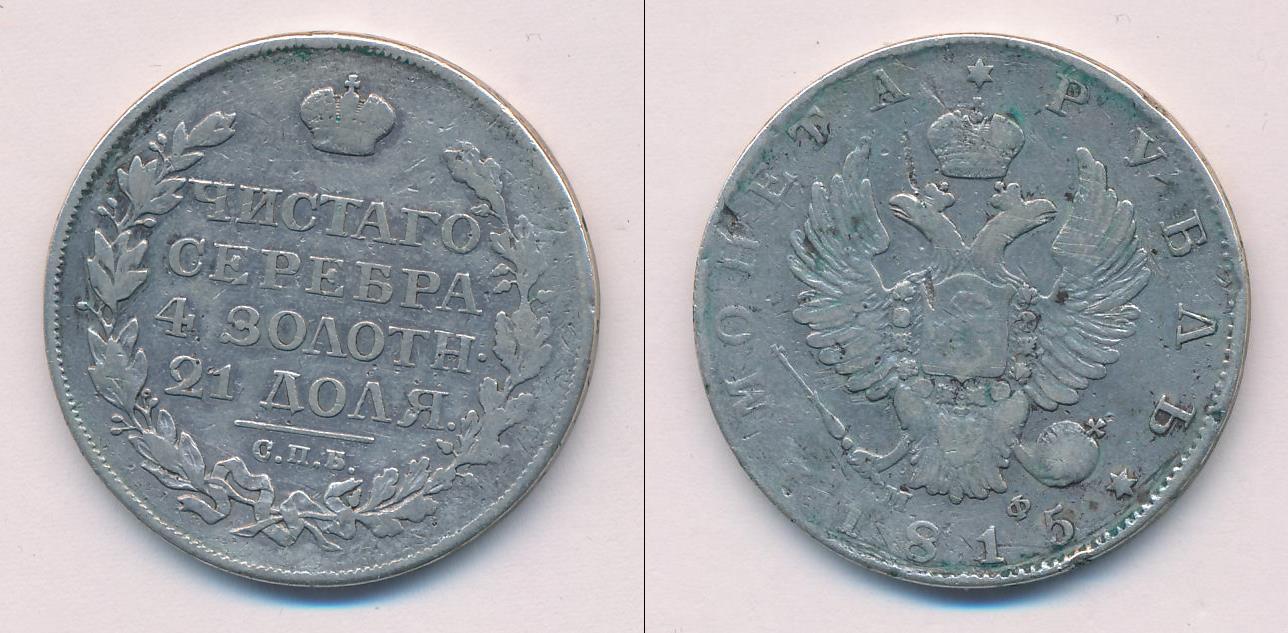 ЧИСТАГО
СЕРЕБРА
4 ЗОЛОТН.
21 ДОЛЯ.
С.П.Б.
МОНЕТА РУБЛЬ
М Ф
1815